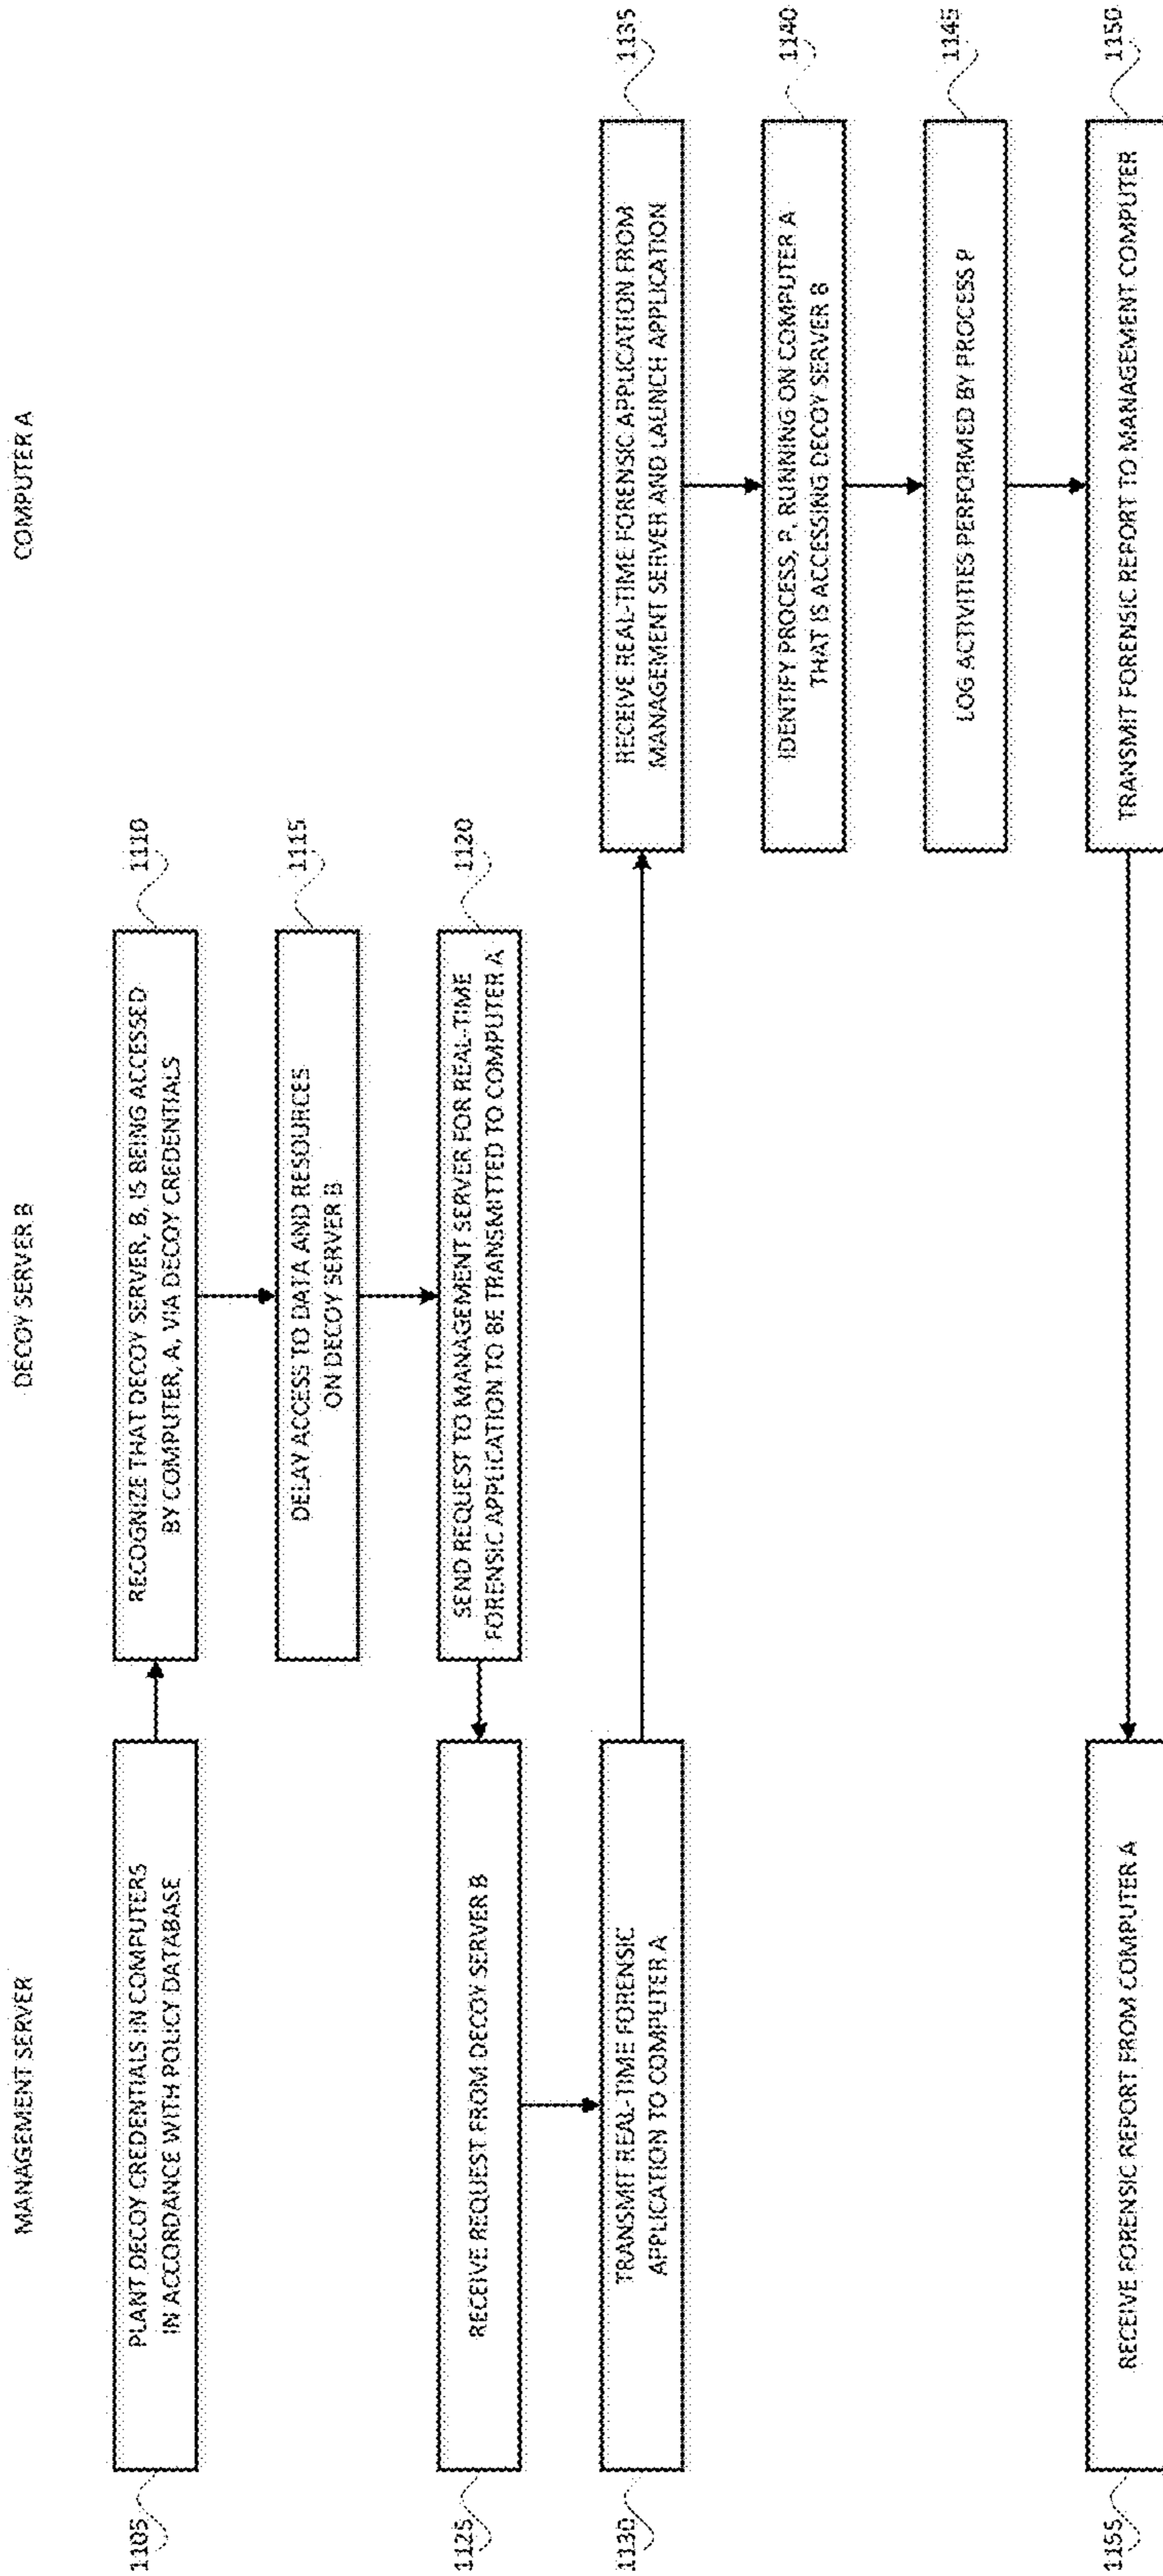 MANAGEMENT SERVER
DECOY SERVER B
COMPUTER A
1105
PLANT DECOY CREDENTIALS IN COMPUTERS
IN ACCORDANCE WITH POLICY DATABASE
RECOGNIZE THAT DECOY SERVER, B, IS BEING ACCESSED
BY COMPUTER, A, VIA DECOY CREDENTIALS
1110
DELAY ACCESS TO DATA AND RESOURCES
ON DECOY SERVER B
1115
SEND REQUEST TO MANAGEMENT SERVER FOR REAL-TIME
FORENSIC APPLICATION TO BE TRANSMITTED TO COMPUTER A
1120
1125
RECEIVE REQUEST FROM DECOY SERVER B
1130
TRANSMIT REAL-TIME FORENSIC
APPLICATION TO COMPUTER A
RECEIVE REAL-TIME FORENSIC APPLICATION FROM
MANAGEMENT SERVER AND LAUNCH APPLICATION
1135
IDENTIFY PROCESS, P, RUNNING ON COMPUTER A
THAT IS ACCESSING DECOY SERVER B
1140
LOG ACTIVITIES PERFORMED BY PROCESS P
1145
TRANSMIT FORENSIC REPORT TO MANAGEMENT COMPUTER
1150
1155
RECEIVE FORENSIC REPORT FROM COMPUTER A